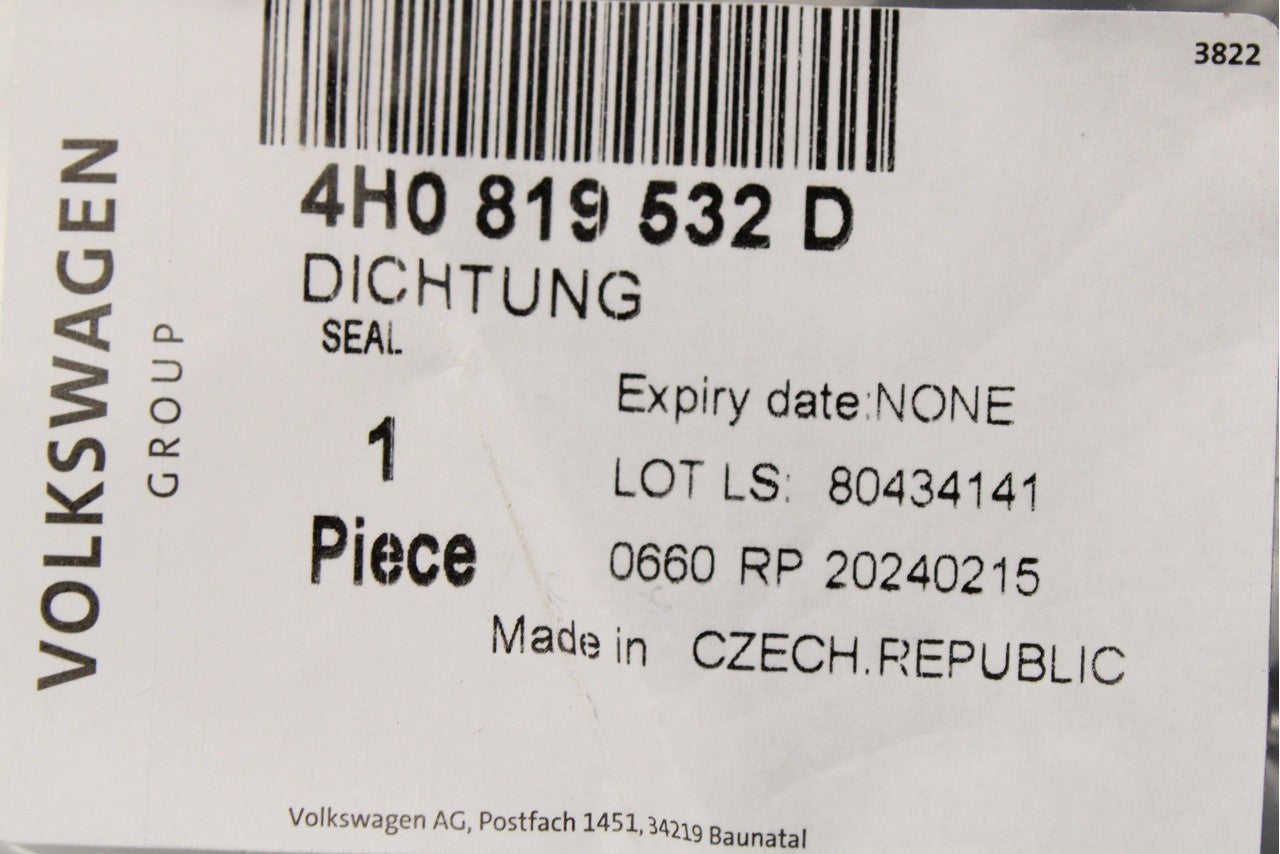 3822
VOLKSWAGEN
GROUP
4H0 819 532 D
DICHTUNG
SEAL
1
Piece
Expiry date:NONE
LOT LS: 80434141
0660 RP 20240215
Made in CZECH.REPUBLIC
Volkswagen AG, Postfach 1451, 34219 Baunatal